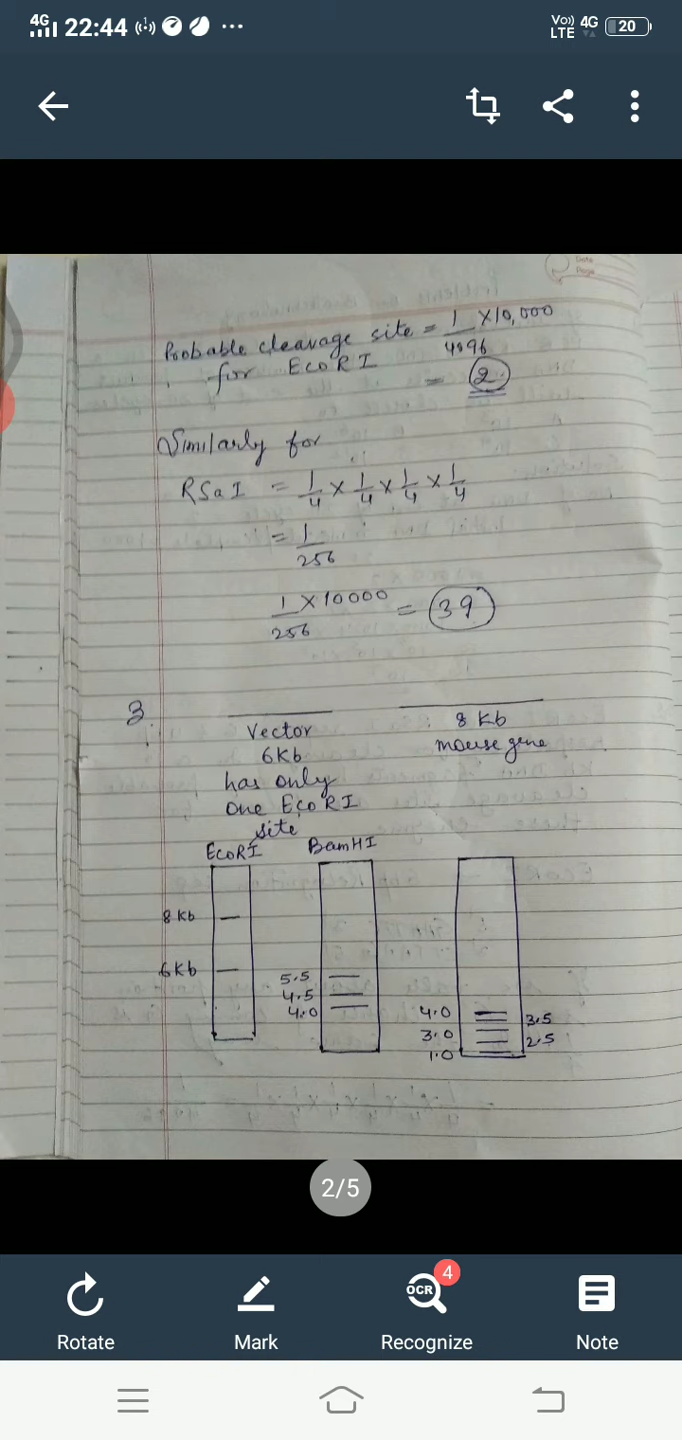 4G 22:44 ... Vo)) LTE 4G 20
Date
Page
Probable cleavage site = 1/4096 × 10,000
for EcoRI
= 2
Similarly for
RSaI = 1/4 × 1/4 × 1/4 × 1/4
= 1/256
1/256 × 10000 = 39
3.
Vector
6Kb
has only
one EcoRI
site
8 Kb
mouse gene
EcoRI BamHI
8 Kb
6Kb
5.5
4.5
4.0
4.0 3.5
3.0 2.5
1.0
2/5
OCR 4
Rotate Mark Recognize Note